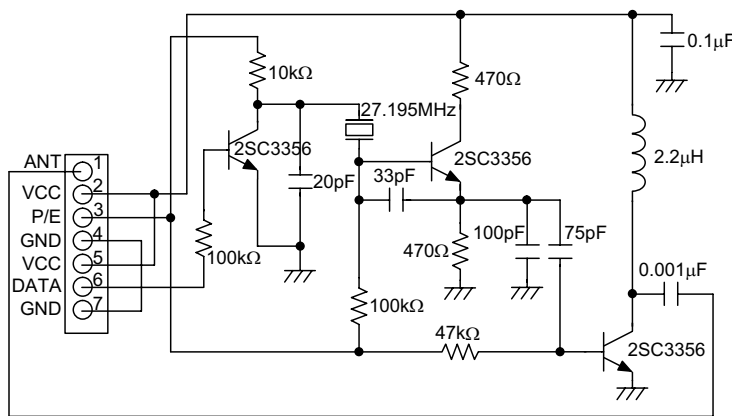 0.1μF
10kΩ
470Ω
27.195MHz
ANT 1
2SC3356
2SC3356
2.2μH
VCC 2
20pF
33pF
P/E 3
GND 4
100kΩ
470Ω
100pF
75pF
VCC 5
0.001μF
DATA 6
100kΩ
GND 7
47kΩ
2SC3356